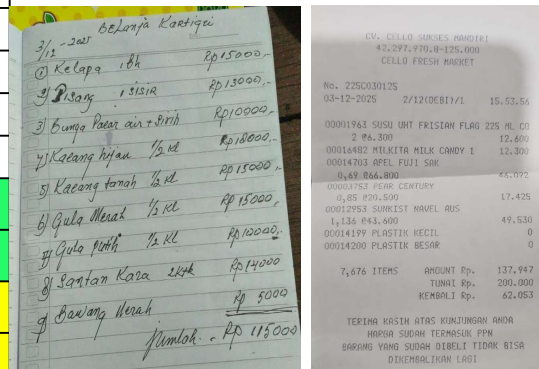 BELanja Kartigei
3/12 - 2025
1) Kelapa 1 Bh Rp 15000,-
2) Pisang 1 SISIR Rp 13000,-
3) Bunga Pacar air + Sirih Rp 10000,-
4) Kacang hijau 1/2 KL Rp 18000,-
5) Kacang tanah 1/2 KL Rp 15000
6) Gula Merah 1/2 KL Rp 15000,
7) Gula putih 1/2 KL Rp 10000,-
8) Santan Kara 2ktk Rp 14000
9) Bawang Merah Rp 5000
Jumlah .- Rp 115000
CV. CELLO SUKSES MANDIRI
42.297.970.8-125.000
CELLO FRESH MARKET
No. 225C030125
03-12-2025 2/12(DEBI)/1 15.53.56
00001963 SUSU UHT FRISIAN FLAG 225 ML CO
2 @6.300 12.600
00016482 MILKITA MILK CANDY 1 12.300
00014703 APEL FUJI SAK
0,69 @66.800 46.092
00003753 PEAR CENTURY
0,85 @20.500 17.425
00012953 SUNKIST NAVEL AUS
1,136 @43.600 49.530
00014199 PLASTIK KECIL 0
00014200 PLASTIK BESAR 0
7,676 ITEMS AMOUNT Rp. 137.947
TUNAI Rp. 200.000
KEMBALI Rp. 62.053
TERIMA KASIH ATAS KUNJUNGAN ANDA
HARGA SUDAH TERMASUK PPN
BARANG YANG SUDAH DIBELI TIDAK BISA
DIKEMBALIKAN LAGI